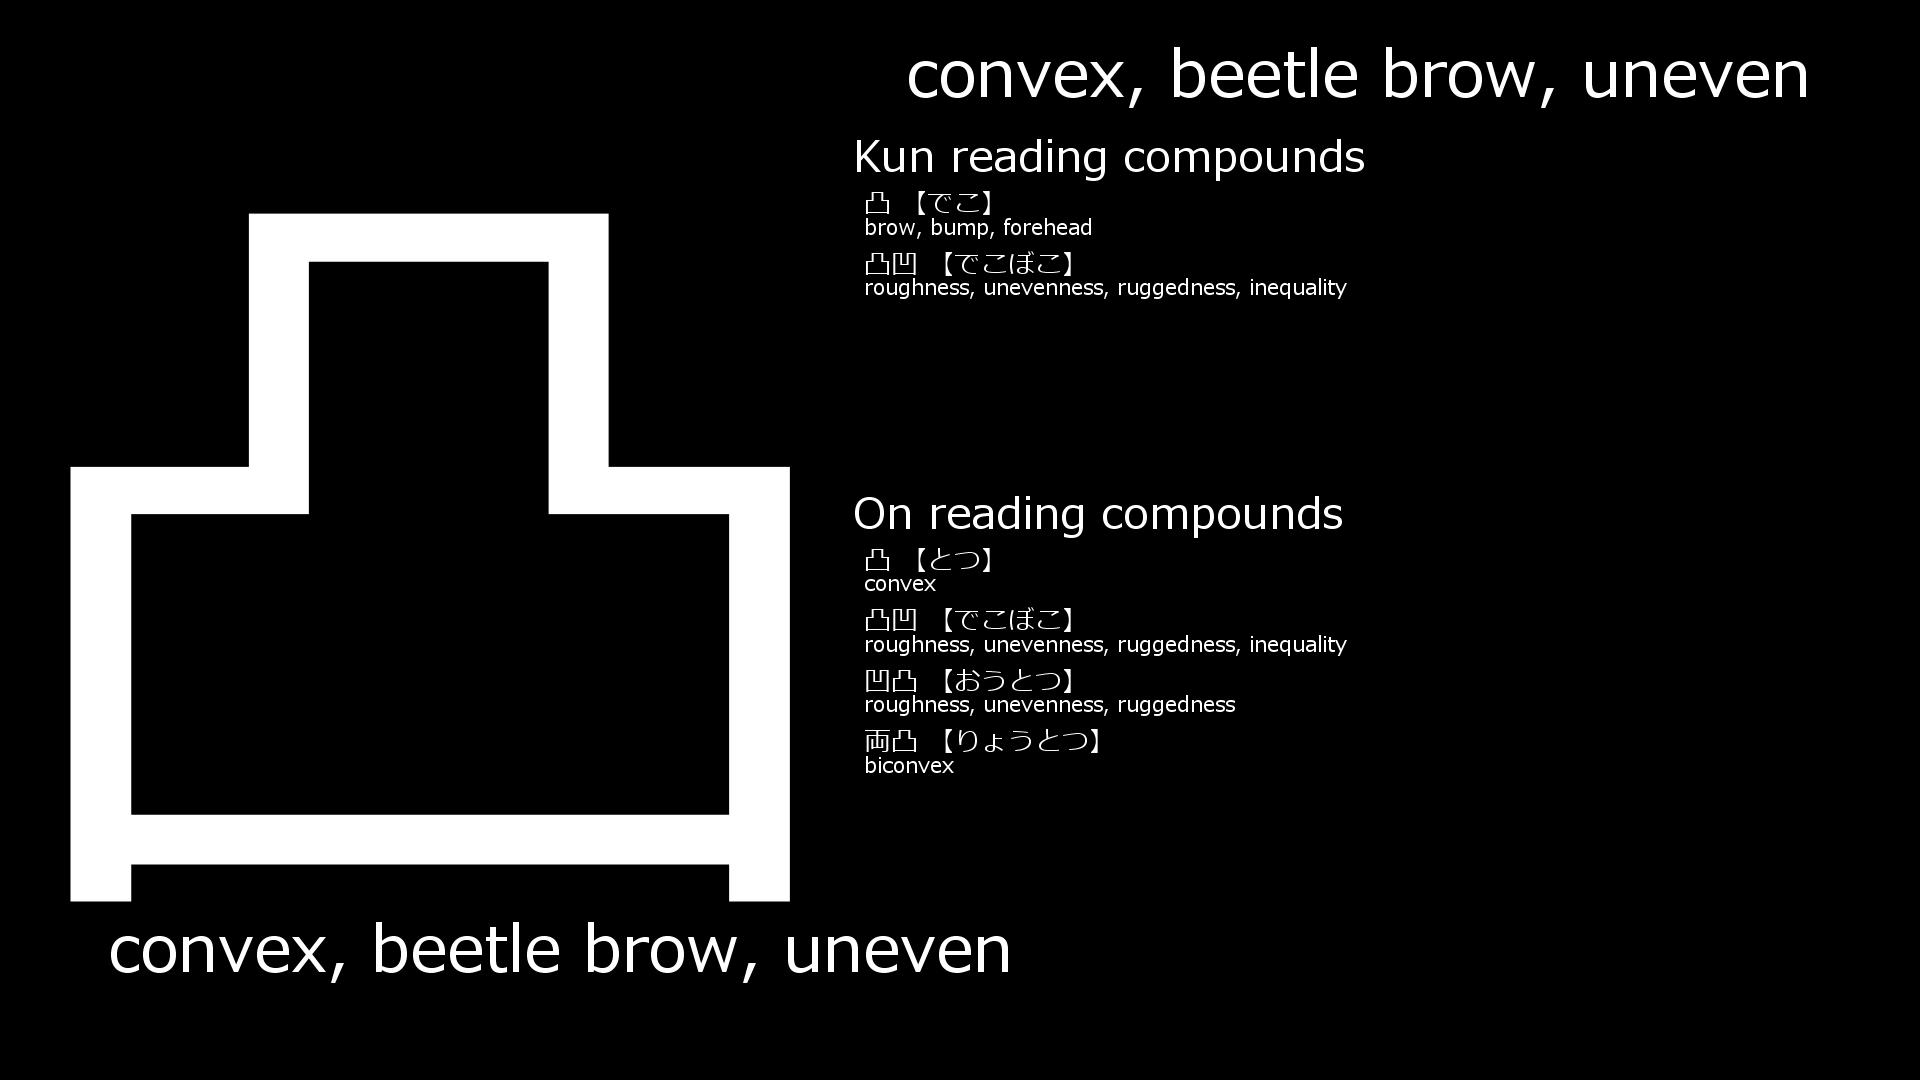 凸
convex, beetle brow, uneven
convex, beetle brow, uneven
Kun reading compounds
凸 【でこ】
brow, bump, forehead
凸凹 【でこぼこ】
roughness, unevenness, ruggedness, inequality
On reading compounds
凸 【とつ】
convex
凸凹 【でこぼこ】
roughness, unevenness, ruggedness, inequality
凹凸 【おうとつ】
roughness, unevenness, ruggedness
両凸 【りょうとつ】
biconvex